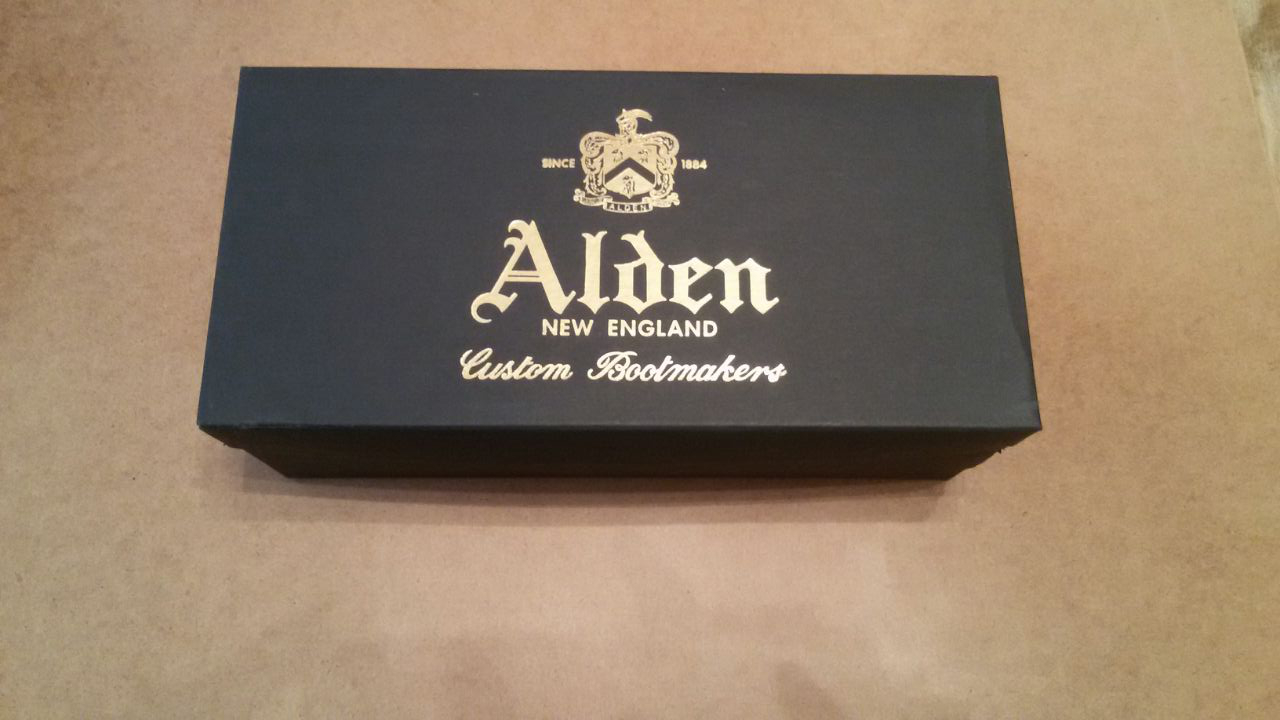 SINCE 1884
ALDEN
Alden
NEW ENGLAND
Custom Bootmakers